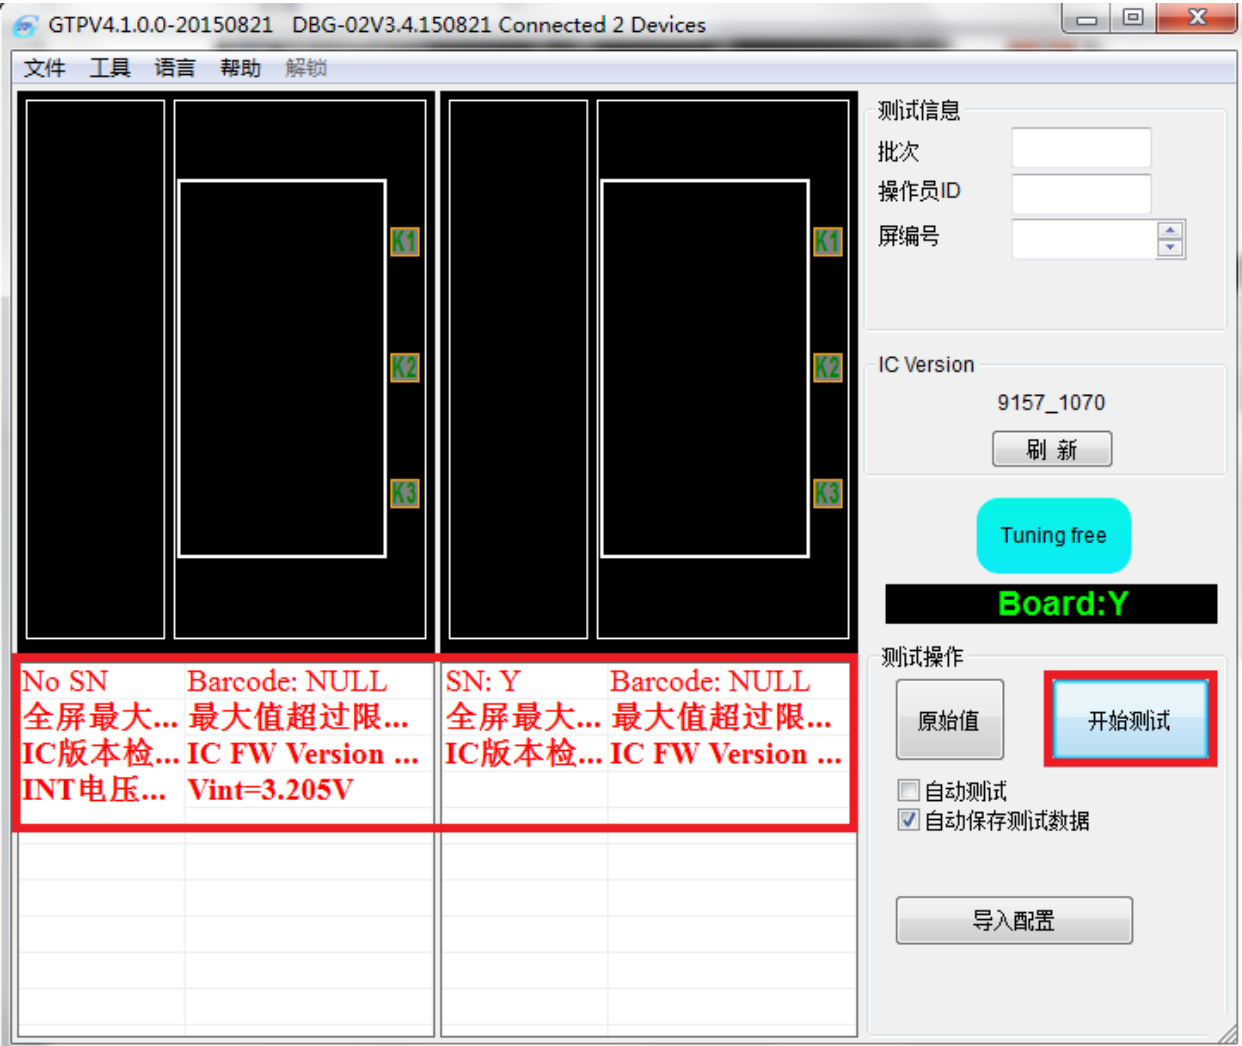 GTPV4.1.0.0-20150821 DBG-02V3.4.150821 Connected 2 Devices
文件 工具 语言 帮助 解锁
K1
K2
K3
K1
K2
K3
No SN Barcode: NULL
全屏最大... 最大值超过限...
IC版本检... IC FW Version ...
INT电压... Vint=3.205V
SN: Y Barcode: NULL
全屏最大... 最大值超过限...
IC版本检... IC FW Version ...
测试信息
批次
操作员ID
屏编号
IC Version
9157_1070
刷 新
Tuning free
Board:Y
测试操作
原始值 开始测试
自动测试
自动保存测试数据
导入配置